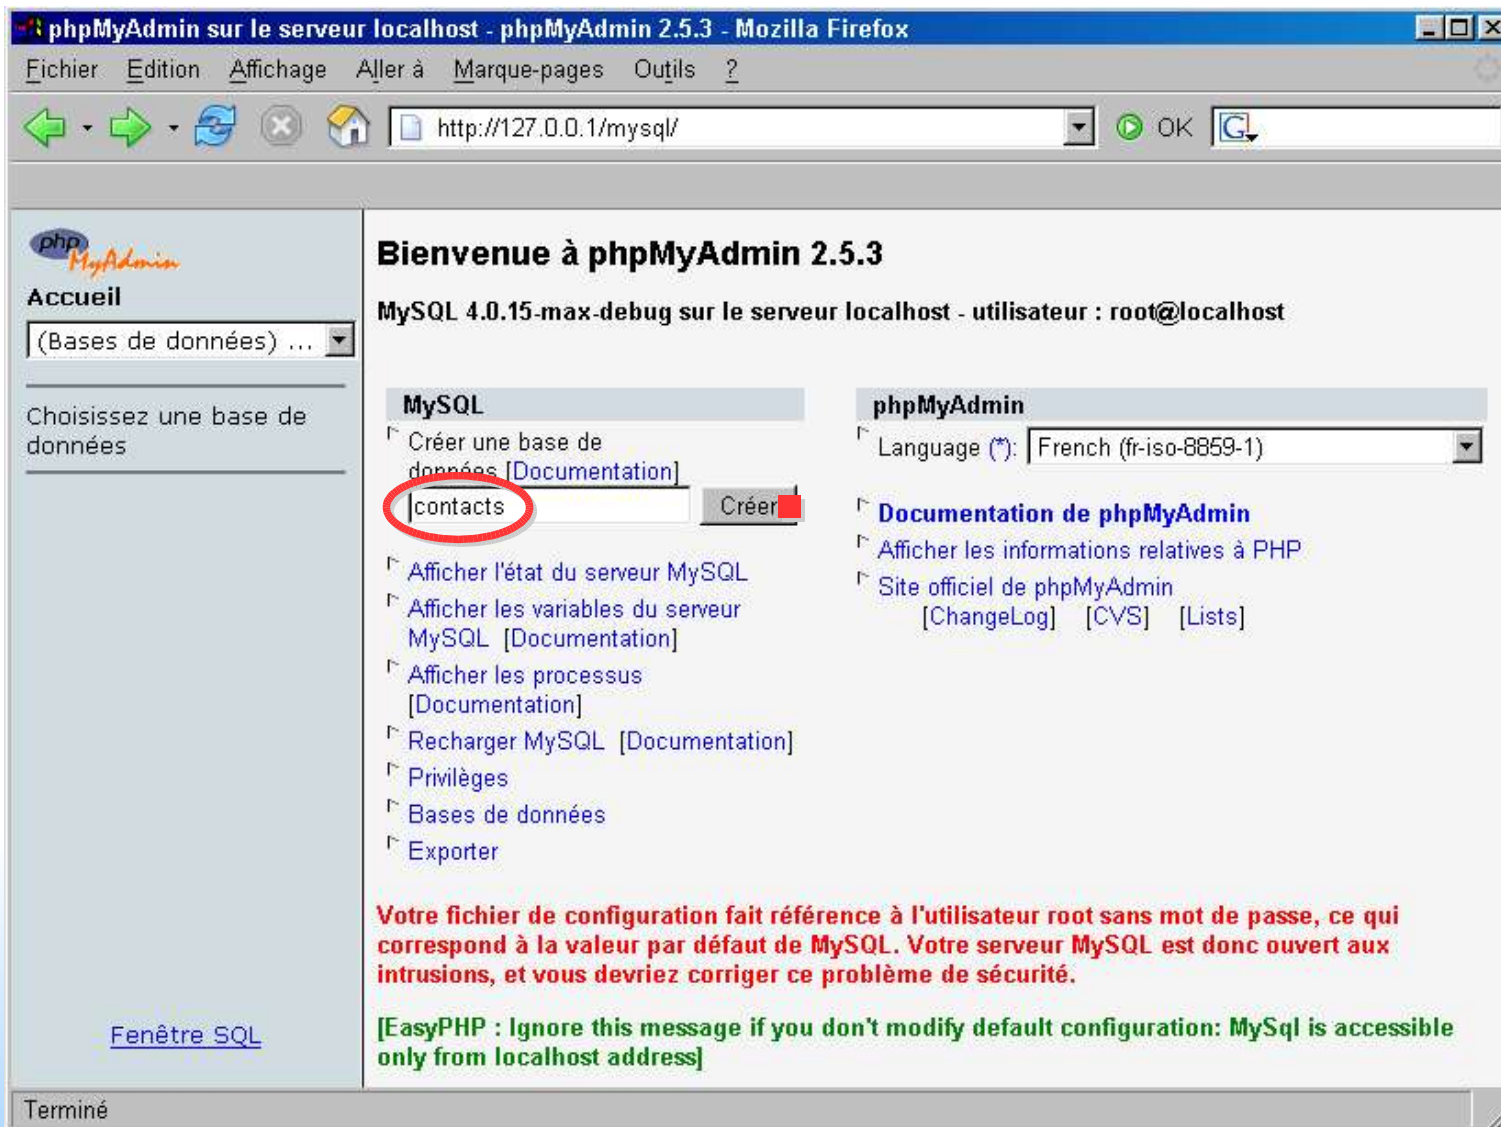 phpMyAdmin sur le serveur localhost - phpMyAdmin 2.5.3 - Mozilla Firefox
Fichier Edition Affichage Aller à Marque-pages Outils ?
http://127.0.0.1/mysql/ OK G
php
MyAdmin
Accueil
(Bases de données) ...
Choisissez une base de
données
Fenêtre SQL
Bienvenue à phpMyAdmin 2.5.3
MySQL 4.0.15-max-debug sur le serveur localhost - utilisateur : root@localhost
MySQL
Créer une base de
données [Documentation]
contacts Créer
Afficher l'état du serveur MySQL
Afficher les variables du serveur
MySQL [Documentation]
Afficher les processus
[Documentation]
Recharger MySQL [Documentation]
Privilèges
Bases de données
Exporter
phpMyAdmin
Language (*): French (fr-iso-8859-1)
Documentation de phpMyAdmin
Afficher les informations relatives à PHP
Site officiel de phpMyAdmin
[ChangeLog] [CVS] [Lists]
Votre fichier de configuration fait référence à l'utilisateur root sans mot de passe, ce qui
correspond à la valeur par défaut de MySQL. Votre serveur MySQL est donc ouvert aux
intrusions, et vous devriez corriger ce problème de sécurité.
[EasyPHP : Ignore this message if you don't modify default configuration: MySql is accessible
only from localhost address]
Terminé